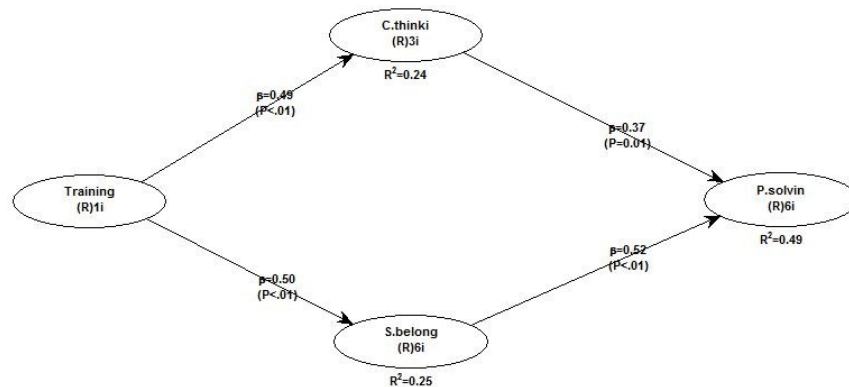 C.thinki
(R)3i
R²=0.24
β=0.49
(P<.01)
β=0.37
(P=0.01)
Training
(R)1i
P.solvin
(R)6i
R²=0.49
β=0.50
(P<.01)
β=0.52
(P<.01)
S.belong
(R)6i
R²=0.25